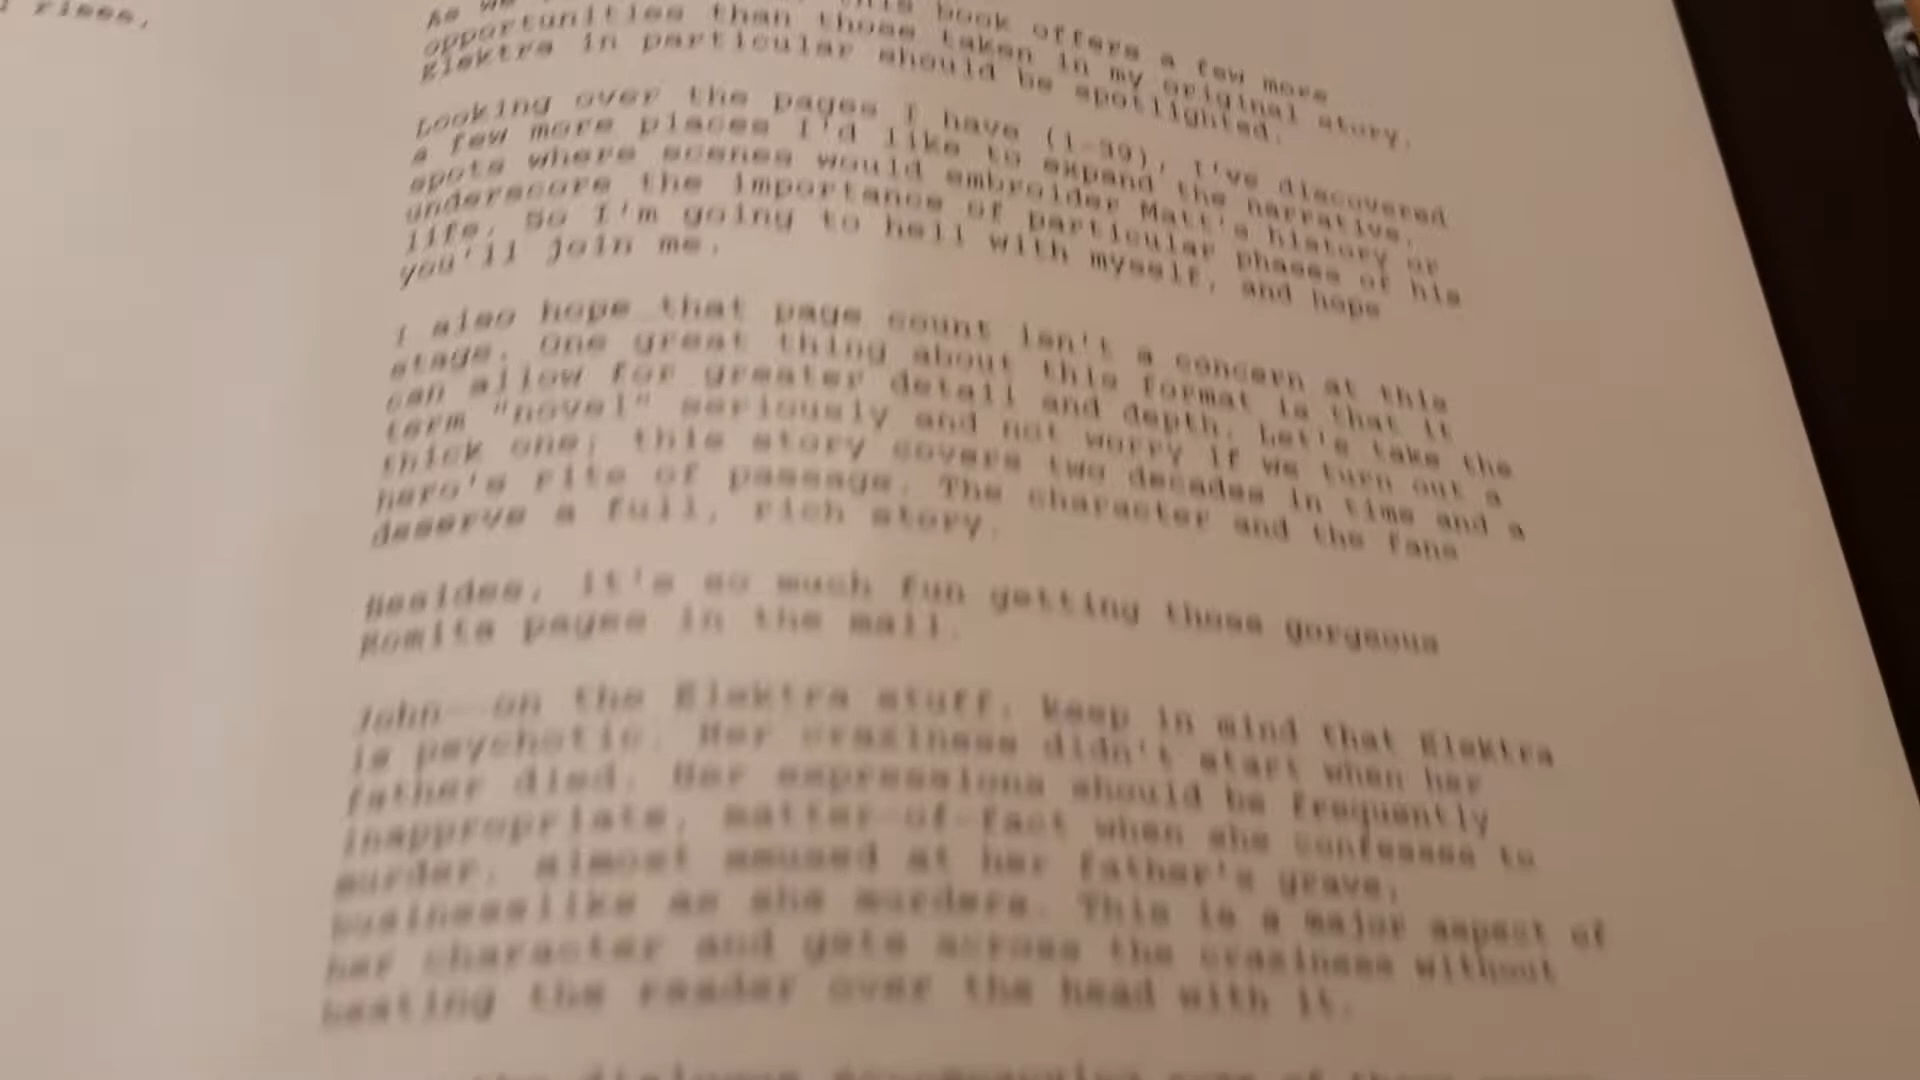 rises,
As we this book offers a few more
opportunities than those taken in my original story.
Elektra in particular should be spotlighted.
Looking over the pages I have (1-39), I've discovered
a few more places I'd like to expand the narrative,
spots where scenes would embroider Matt's history or
underscore the importance of particular phases of his
life. So I'm going to hell with myself, and hope
you'll join me.
I also hope that page count isn't a concern at this
stage. One great thing about this format is that it
can allow for greater detail and depth. Let's take the
term "novel" seriously and not worry if we turn out a
thick one; this story covers two decades in time and a
hero's rite of passage. The character and the fans
deserve a full, rich story.
Besides, it's so much fun getting those gorgeous
Romita pages in the mail.
John--on the Elektra stuff, keep in mind that Elektra
is psychotic. Her craziness didn't start when her
father died. Her expressions should be frequently
inappropriate, matter-of-fact when she confesses to
murder, almost amused at her father's grave,
businesslike as she murders. This is a major aspect of
her character and gets across the craziness without
beating the reader over the head with it.
dialogue accompanying some of these